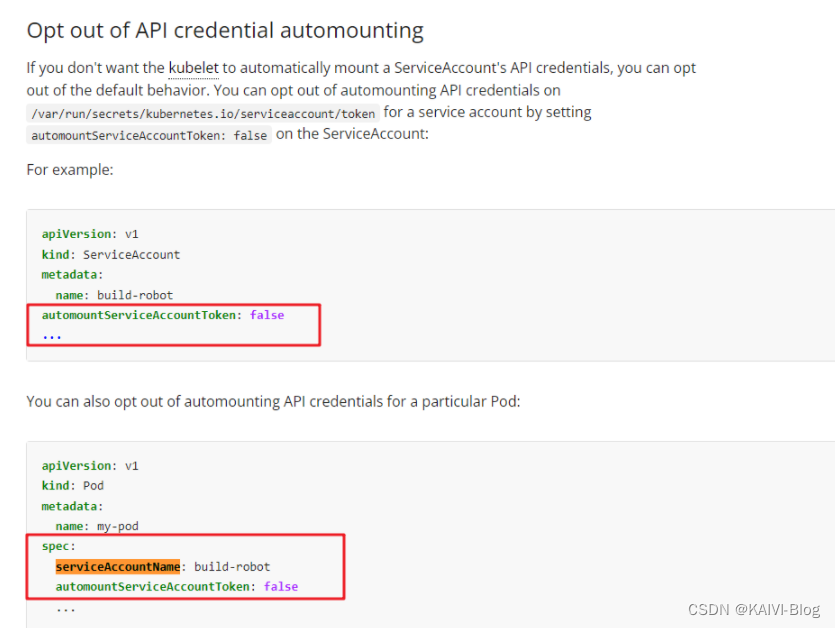 Opt out of API credential automounting
If you don't want the kubelet to automatically mount a ServiceAccount's API credentials, you can opt
out of the default behavior. You can opt out of automounting API credentials on
/var/run/secrets/kubernetes.io/serviceaccount/token for a service account by setting
automountServiceAccountToken: false on the ServiceAccount:
For example:
apiVersion: v1
kind: ServiceAccount
metadata:
  name: build-robot
automountServiceAccountToken: false
...
You can also opt out of automounting API credentials for a particular Pod:
apiVersion: v1
kind: Pod
metadata:
  name: my-pod
spec:
  serviceAccountName: build-robot
  automountServiceAccountToken: false
  ...
CSDN @KAIVI-Blog